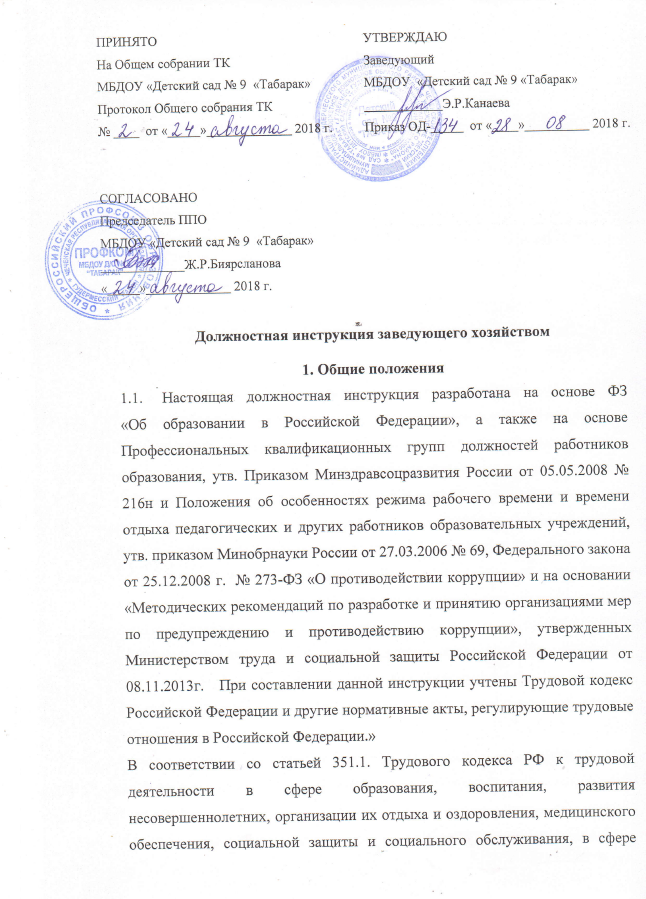 ПРИНЯТО
На Общем собрании ТК
МБДОУ «Детский сад № 9 «Табарак»
Протокол Общего собрания ТК
№ 2 от «24» августа 2018 г.
УТВЕРЖДАЮ
Заведующий
МБДОУ «Детский сад № 9 «Табарак»
Э.Р.Канаева
Приказ ОД-134 от «28» 08 2018 г.
СОГЛАСОВАНО
Председатель ППО
МБДОУ «Детский сад № 9 «Табарак»
Ж.Р.Биярсланова
«24» августа 2018 г.
ПРОФКОМ
"ТАБАРАК"
Должностная инструкция заведующего хозяйством
1. Общие положения
1.1. Настоящая должностная инструкция разработана на основе ФЗ
«Об образовании в Российской Федерации», а также на основе
Профессиональных квалификационных групп должностей работников
образования, утв. Приказом Минздравсоцразвития России от 05.05.2008 №
216н и Положения об особенностях режима рабочего времени и времени
отдыха педагогических и других работников образовательных учреждений,
утв. приказом Минобрнауки России от 27.03.2006 № 69, Федерального закона
от 25.12.2008 г. № 273-ФЗ «О противодействии коррупции» и на основании
«Методических рекомендаций по разработке и принятию организациями мер
по предупреждению и противодействию коррупции», утвержденных
Министерством труда и социальной защиты Российской Федерации от
08.11.2013г. При составлении данной инструкции учтены Трудовой кодекс
Российской Федерации и другие нормативные акты, регулирующие трудовые
отношения в Российской Федерации.»
В соответствии со статьей 351.1. Трудового кодекса РФ к трудовой
деятельности в сфере образования, воспитания, развития
несовершеннолетних, организации их отдыха и оздоровления, медицинского
обеспечения, социальной защиты и социального обслуживания, в сфере